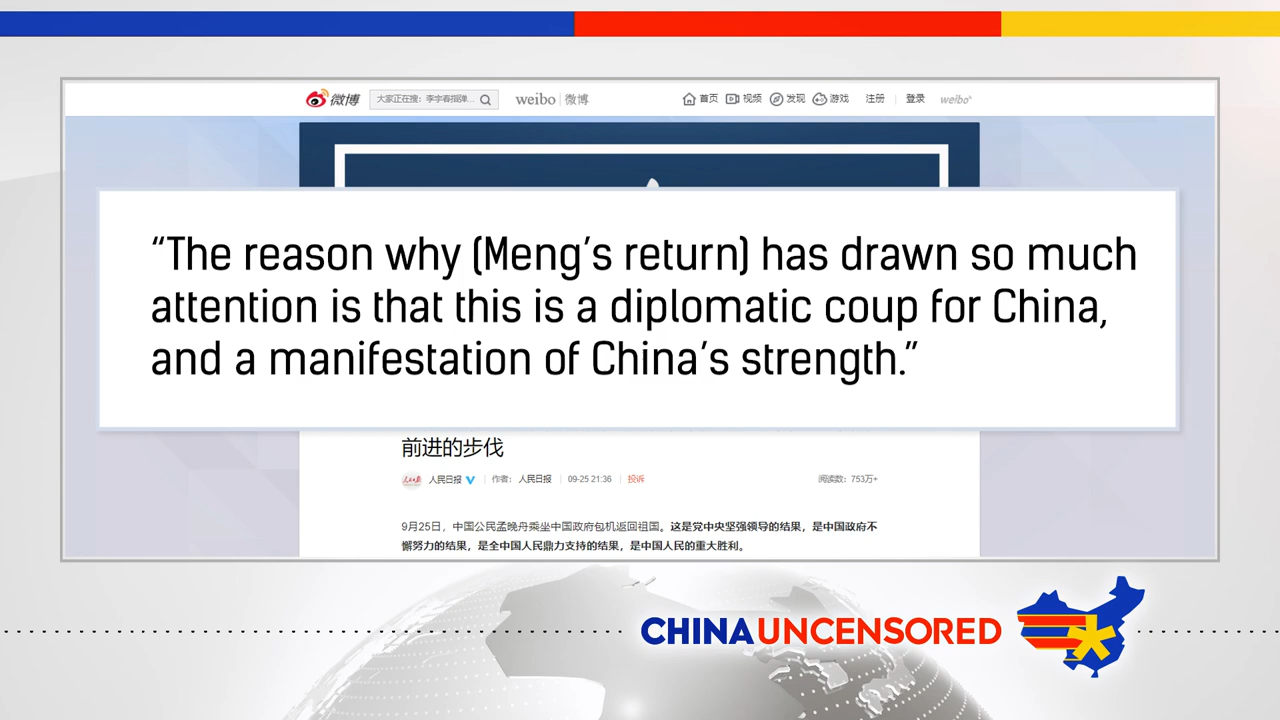 微博 大家正在搜：李宇春指弹... weibo | 微博 首页 视频 发现 游戏 注册 登录 weibo
“The reason why (Meng’s return) has drawn so much
attention is that this is a diplomatic coup for China,
and a manifestation of China’s strength.”
前进的步伐
人民日报 作者： 人民日报 09-25 21:36 投诉 阅读数：753万+
9月25日，中国公民孟晚舟乘坐中国政府包机返回祖国。这是党中央坚强领导的结果，是中国政府不
懈努力的结果，是全中国人民鼎力支持的结果，是中国人民的重大胜利。
CHINA UNCENSORED